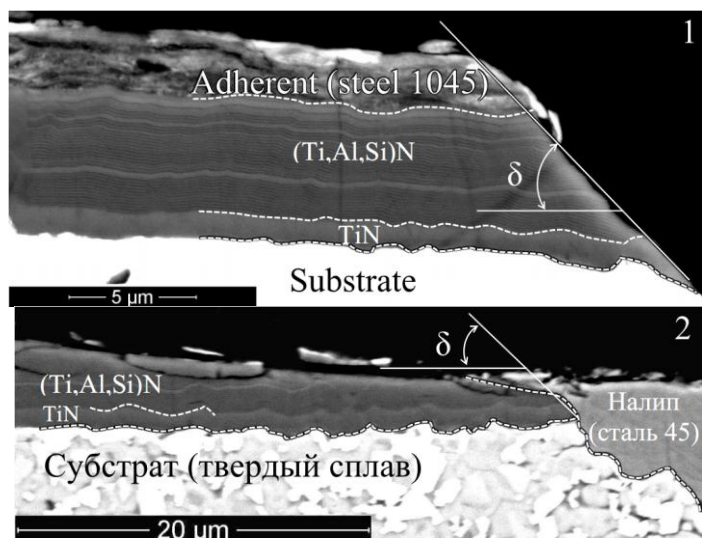 1
Adherent (steel 1045)
(Ti,Al,Si)N
δ
TiN
Substrate
5 µm
2
δ
(Ti,Al,Si)N
TiN
Налип
(сталь 45)
Субстрат (твердый сплав)
20 µm